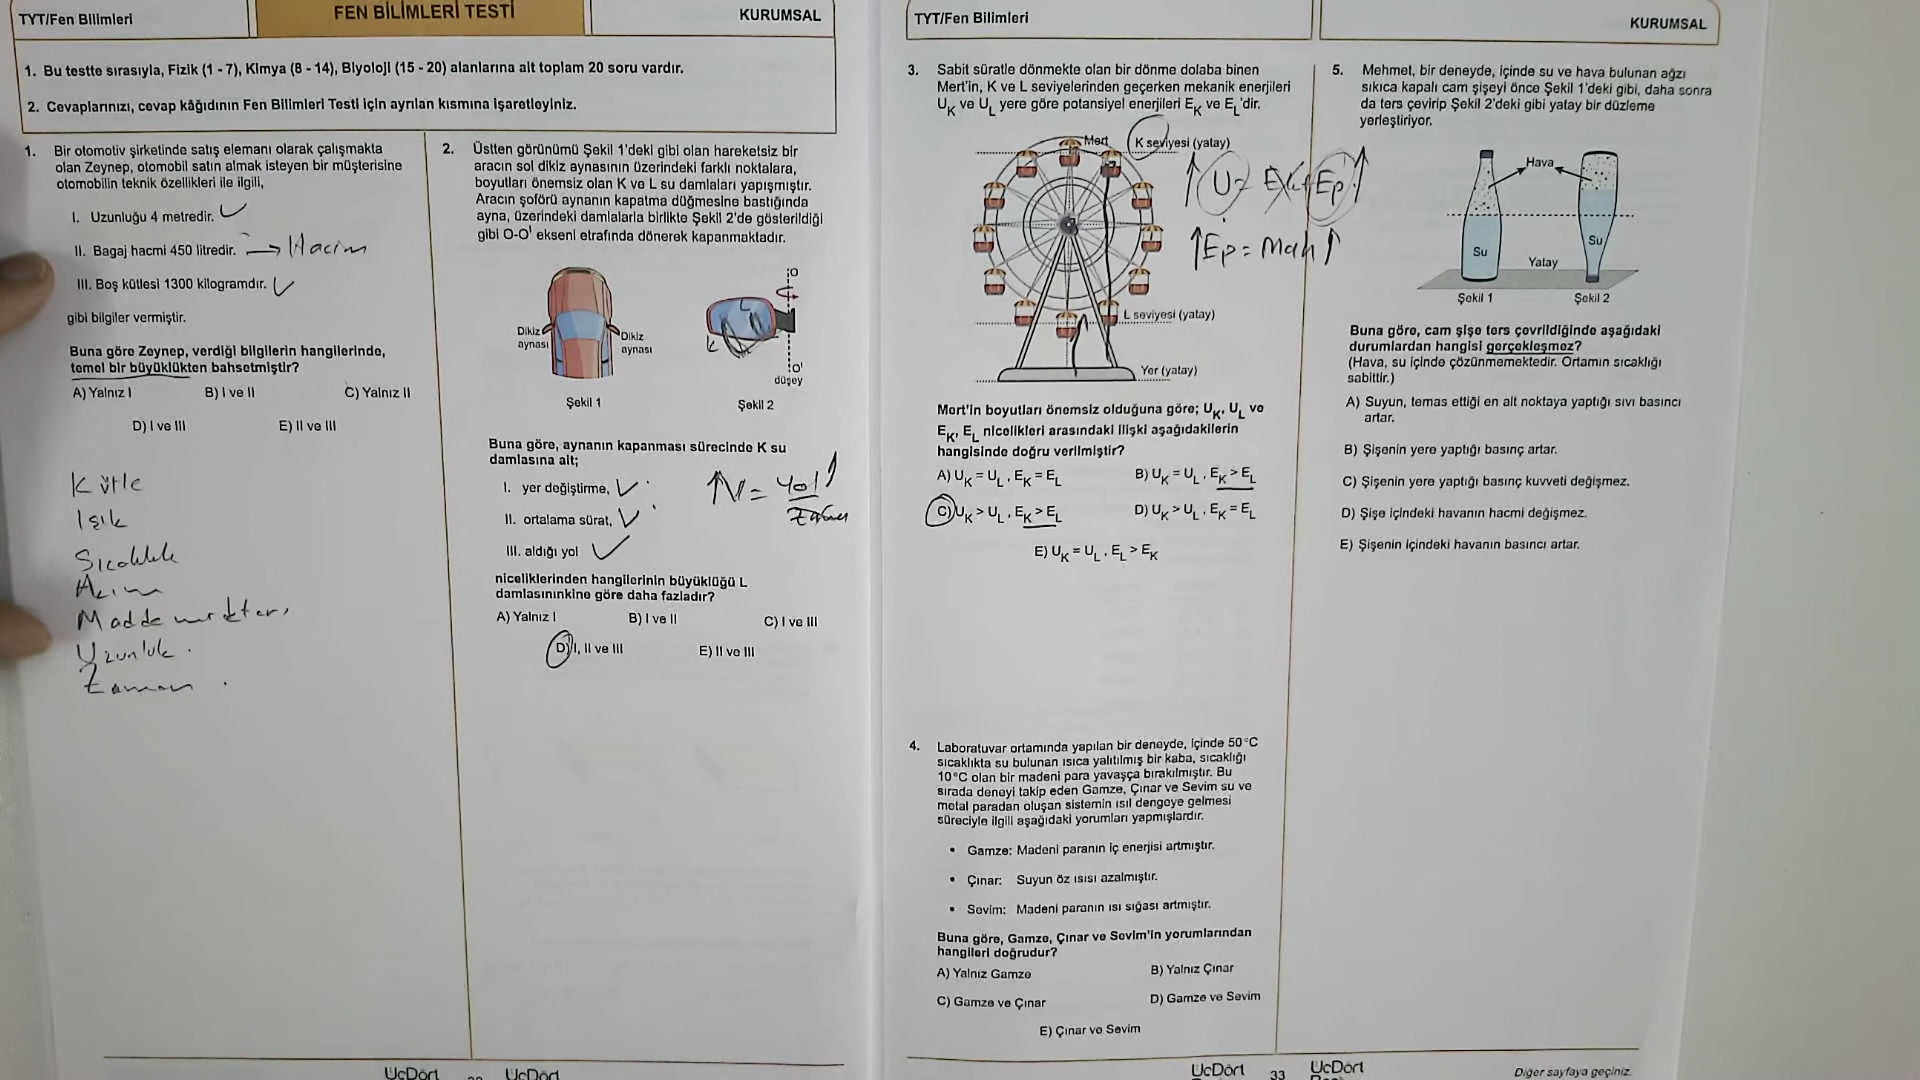 TYT/Fen Bilimleri
FEN BİLİMLERİ TESTİ
KURUMSAL
1. Bu testte sırasıyla, Fizik (1 - 7), Kimya (8 - 14), Biyoloji (15 - 20) alanlarına ait toplam 20 soru vardır.
2. Cevaplarınızı, cevap kâğıdının Fen Bilimleri Testi için ayrılan kısmına işaretleyiniz.
1. Bir otomotiv şirketinde satış elemanı olarak çalışmakta
olan Zeynep, otomobil satın almak isteyen bir müşterisine
otomobilin teknik özellikleri ile ilgili,
I. Uzunluğu 4 metredir.
II. Bagaj hacmi 450 litredir. → Hacim
III. Boş kütlesi 1300 kilogramdır.
gibi bilgiler vermiştir.
Buna göre Zeynep, verdiği bilgilerin hangilerinde,
temel bir büyüklükten bahsetmiştir?
A) Yalnız I
B) I ve II
C) Yalnız II
D) I ve III
E) II ve III
Kütle
Işık
Sıcaklık
Akım
Madde miktarı
Uzunluk.
Zaman.
2. Üstten görünümü Şekil 1'deki gibi olan hareketsiz bir
aracın sol dikiz aynasının üzerindeki farklı noktalara,
boyutları önemsiz olan K ve L su damlaları yapışmıştır.
Aracın şoförü aynanın kapatma düğmesine bastığında
ayna, üzerindeki damlalarla birlikte Şekil 2'de gösterildiği
gibi O-O' ekseni etrafında dönerek kapanmaktadır.
Dikiz
aynası
Dikiz
aynası
Şekil 1
O
L
K
O'
düşey
Şekil 2
Buna göre, aynanın kapanması sürecinde K su
damlasına ait;
I. yer değiştirme,
II. ortalama sürat,
III. aldığı yol
↑V = yol↑
zaman
niceliklerinden hangilerinin büyüklüğü L
damlasınınkine göre daha fazladır?
A) Yalnız I
B) I ve II
C) I ve III
D) I, II ve III
E) II ve III
UcDört
UcDört
TYT/Fen Bilimleri
KURUMSAL
3. Sabit süratle dönmekte olan bir dönme dolaba binen
Mert'in, K ve L seviyelerinden geçerken mekanik enerjileri
U_K ve U_L yere göre potansiyel enerjileri E_K ve E_L'dir.
Mert
K seviyesi (yatay)
↑U = Ek+Ep↑
↑Ep = mgh↑
L seviyesi (yatay)
Yer (yatay)
Mert'in boyutları önemsiz olduğuna göre; U_K, U_L ve
E_K, E_L nicelikleri arasındaki ilişki aşağıdakilerin
hangisinde doğru verilmiştir?
A) U_K = U_L , E_K = E_L
B) U_K = U_L , E_K > E_L
C) U_K > U_L , E_K > E_L
D) U_K > U_L , E_K = E_L
E) U_K = U_L , E_L > E_K
4. Laboratuvar ortamında yapılan bir deneyde, içinde 50 °C
sıcaklıkta su bulunan ısıca yalıtılmış bir kaba, sıcaklığı
10 °C olan bir madeni para yavaşça bırakılmıştır. Bu
sırada deneyi takip eden Gamze, Çınar ve Sevim su ve
metal paradan oluşan sistemin ısıl dengeye gelmesi
süreciyle ilgili aşağıdaki yorumları yapmışlardır.
• Gamze: Madeni paranın iç enerjisi artmıştır.
• Çınar: Suyun öz ısısı azalmıştır.
• Sevim: Madeni paranın ısı sığası artmıştır.
Buna göre, Gamze, Çınar ve Sevim'in yorumlarından
hangileri doğrudur?
A) Yalnız Gamze
B) Yalnız Çınar
C) Gamze ve Çınar
D) Gamze ve Sevim
E) Çınar ve Sevim
5. Mehmet, bir deneyde, içinde su ve hava bulunan ağzı
sıkıca kapalı cam şişeyi önce Şekil 1'deki gibi, daha sonra
da ters çevirip Şekil 2'deki gibi yatay bir düzleme
yerleştiriyor.
Hava
Su
Su
Yatay
Şekil 1
Şekil 2
Buna göre, cam şişe ters çevrildiğinde aşağıdaki
durumlardan hangisi gerçekleşmez?
(Hava, su içinde çözünmemektedir. Ortamın sıcaklığı
sabittir.)
A) Suyun, temas ettiği en alt noktaya yaptığı sıvı basıncı
artar.
B) Şişenin yere yaptığı basınç artar.
C) Şişenin yere yaptığı basınç kuvveti değişmez.
D) Şişe içindeki havanın hacmi değişmez.
E) Şişenin içindeki havanın basıncı artar.
UcDört
33
UcDört
Diğer sayfaya geçiniz.